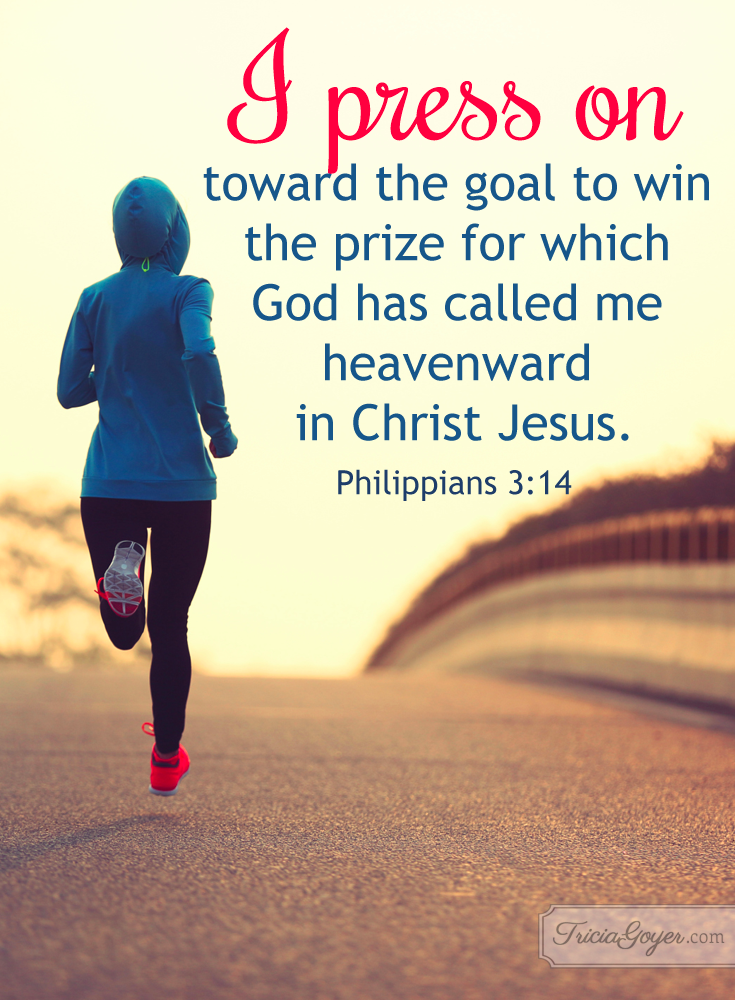 I press on
toward the goal to win
the prize for which
God has called me
heavenward
in Christ Jesus.
Philippians 3:14
TriciaGoyer.com